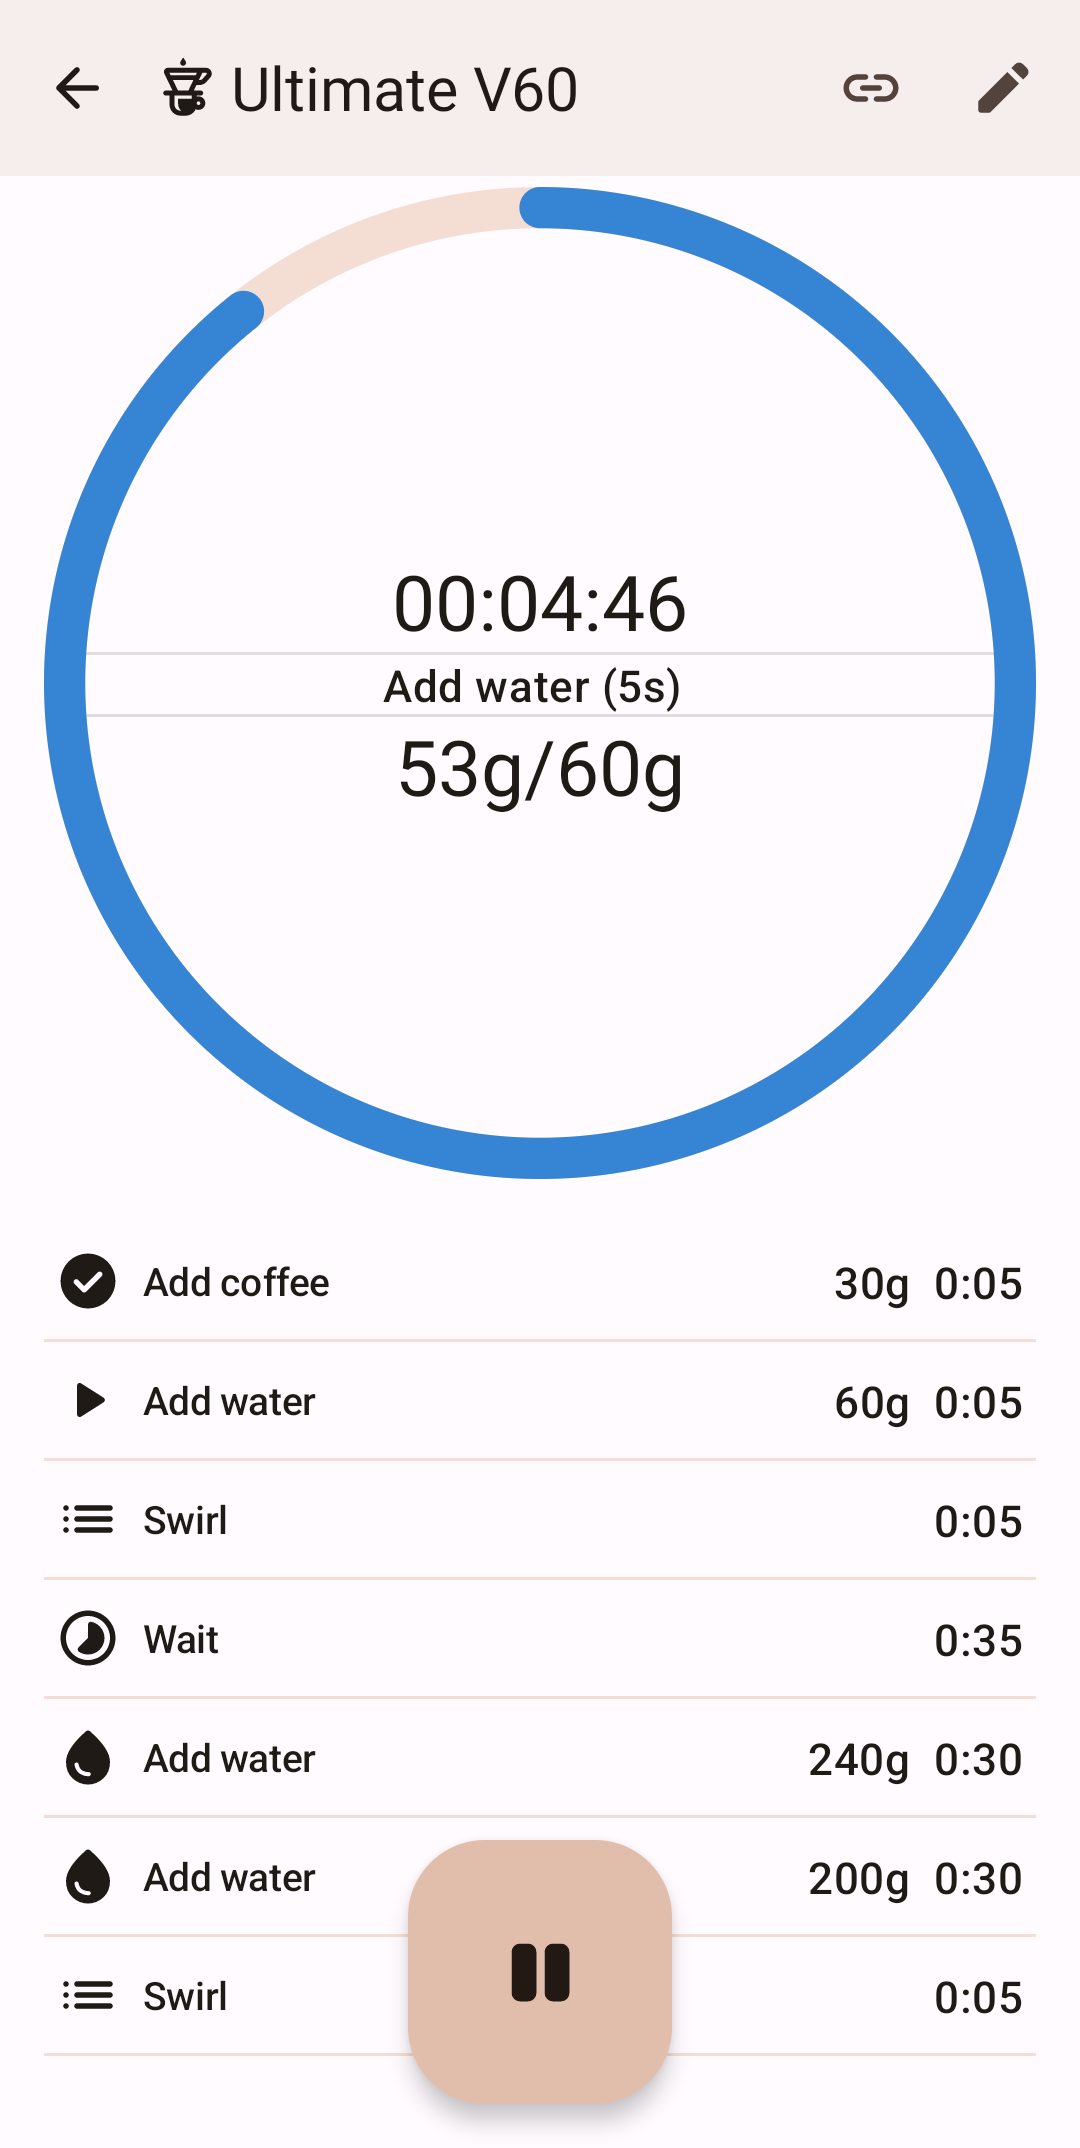 Ultimate V60
00:04:46
Add water (5s)
53g/60g
Add coffee 30g 0:05
Add water 60g 0:05
Swirl 0:05
Wait 0:35
Add water 240g 0:30
Add water 200g 0:30
Swirl 0:05